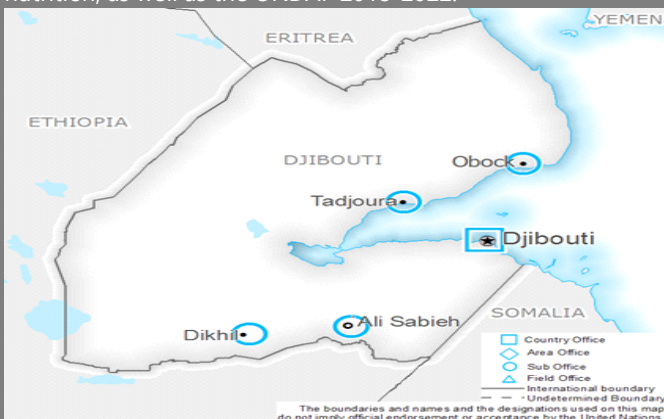 YEMEN
ERITREA
ETHIOPIA
DJIBOUTI
Obock
Tadjoura
Djibouti
SOMALIA
Ali Sabieh
Dikhil
Country Office
Area Office
Sub Office
Field Office
International boundary
Undetermined Boundary
The boundaries and names and the designations used on this
do not imply official endorsement or acceptance by the United Nations